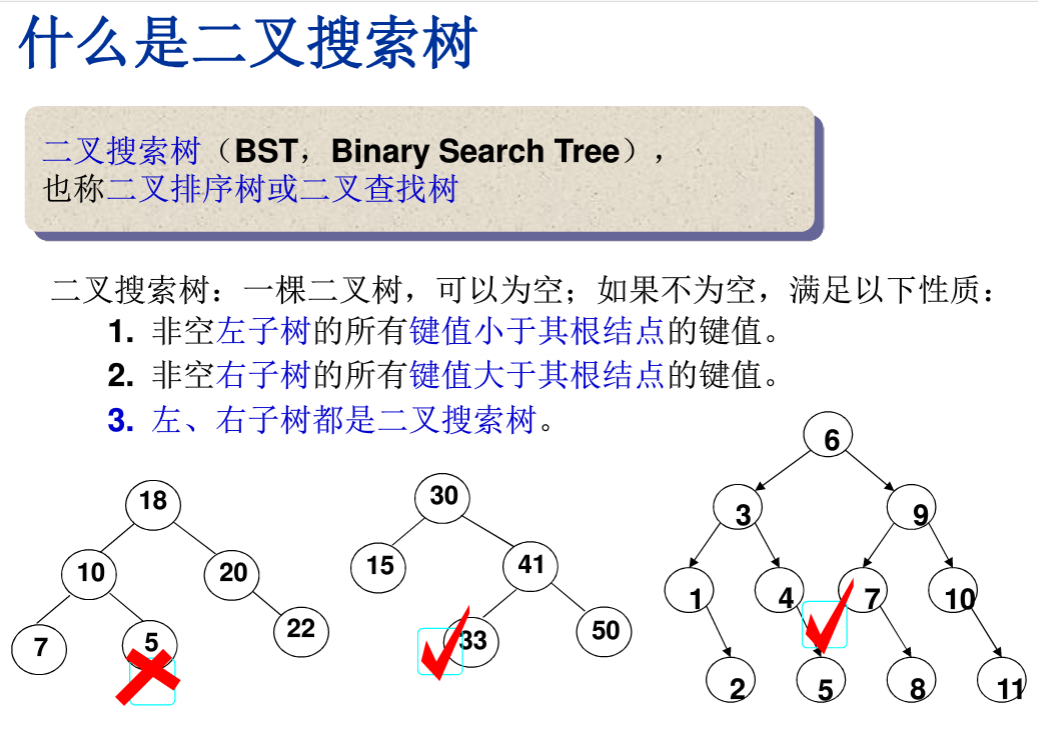 什么是二叉搜索树
二叉搜索树（BST，Binary Search Tree），
也称二叉排序树或二叉查找树
二叉搜索树：一棵二叉树，可以为空；如果不为空，满足以下性质：
1. 非空左子树的所有键值小于其根结点的键值。
2. 非空右子树的所有键值大于其根结点的键值。
3. 左、右子树都是二叉搜索树。
18
10 20
7 5 22
30
15 41
33 50
6
3 9
1 4 7 10
2 5 8 11